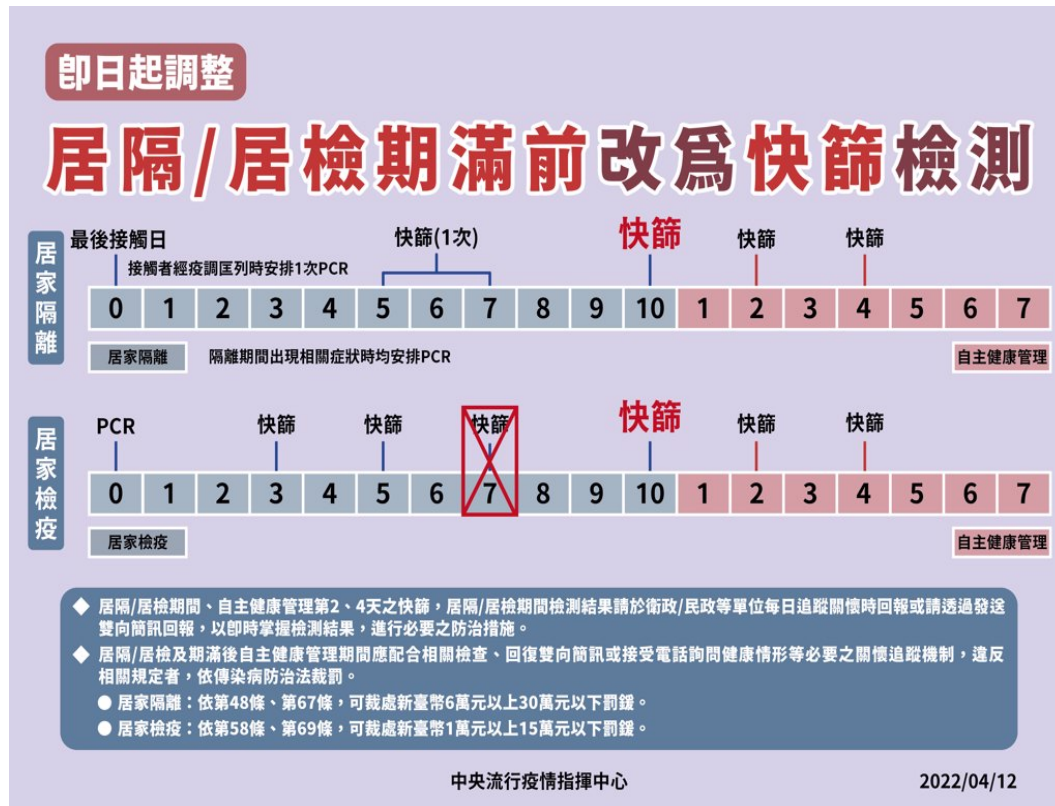 即日起調整
居隔/居檢期滿前改為快篩檢測
居家隔離
最後接觸日
快篩(1次)
快篩
快篩
快篩
接觸者經疫調匡列時安排1次PCR
0 1 2 3 4 5 6 7 8 9 10 1 2 3 4 5 6 7
居家隔離
隔離期間出現相關症狀時均安排PCR
自主健康管理
居家檢疫
PCR
快篩
快篩
快篩
快篩
快篩
快篩
0 1 2 3 4 5 6 7 8 9 10 1 2 3 4 5 6 7
居家檢疫
自主健康管理
◆ 居隔/居檢期間、自主健康管理第2、4天之快篩，居隔/居檢期間檢測結果請於衛政/民政等單位每日追蹤關懷時回報或請透過發送
雙向簡訊回報，以即時掌握檢測結果，進行必要之防治措施。
◆ 居隔/居檢及期滿後自主健康管理期間應配合相關檢查、回復雙向簡訊或接受電話詢問健康情形等必要之關懷追蹤機制，違反
相關規定者，依傳染病防治法裁罰。
● 居家隔離：依第48條、第67條，可裁處新臺幣6萬元以上30萬元以下罰鍰。
● 居家檢疫：依第58條、第69條，可裁處新臺幣1萬元以上15萬元以下罰鍰。
中央流行疫情指揮中心
2022/04/12